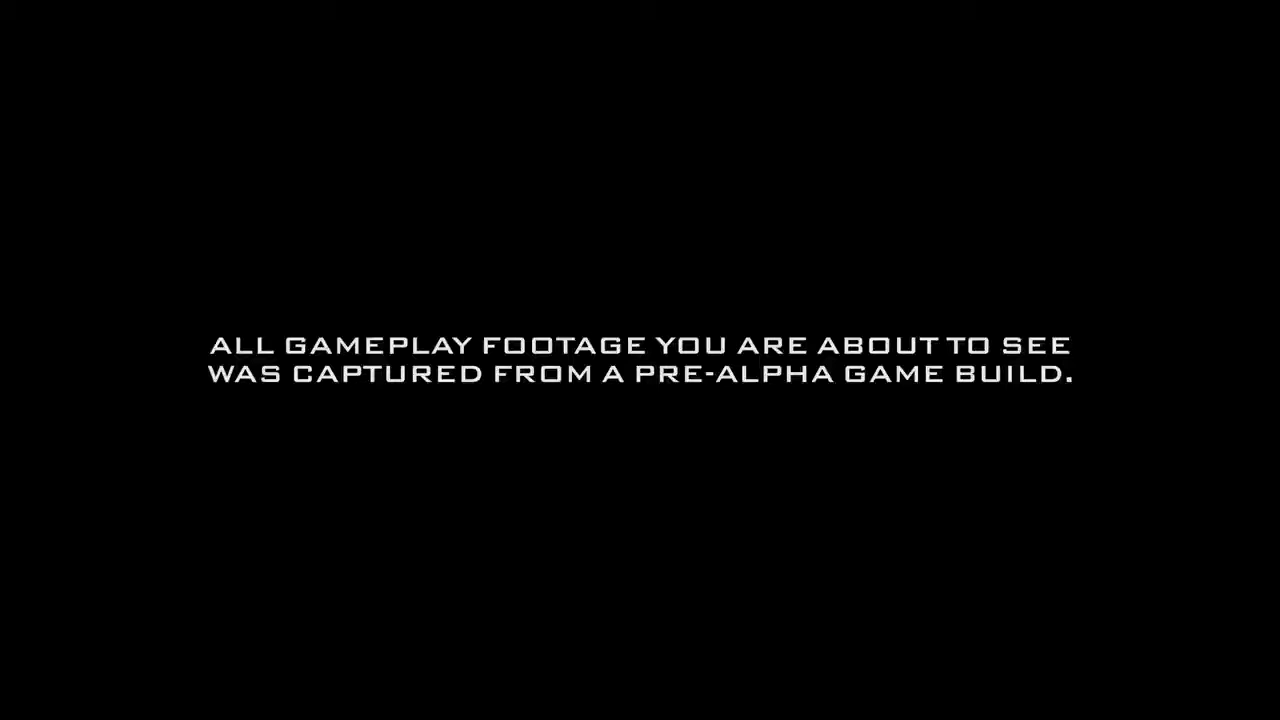 ALL GAMEPLAY FOOTAGE YOU ARE ABOUT TO SEE
WAS CAPTURED FROM A PRE-ALPHA GAME BUILD.